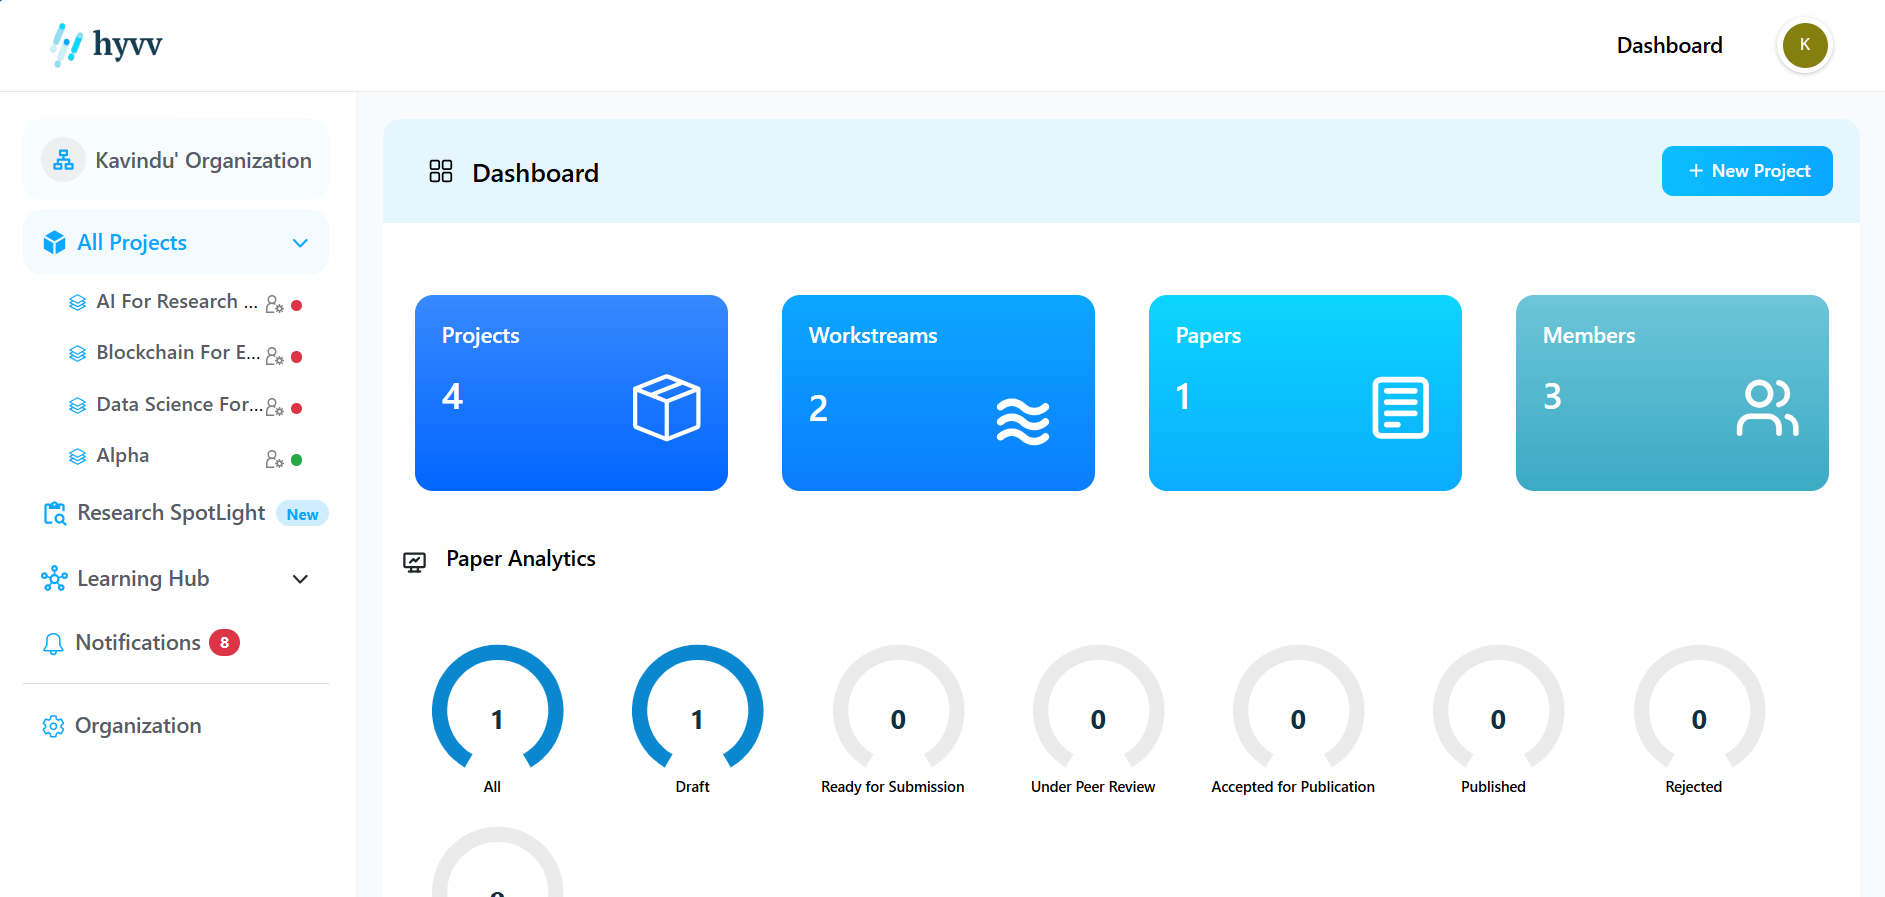 hyvv
Dashboard
K
Kavindu' Organization
All Projects
AI For Research ...
Blockchain For E...
Data Science For...
Alpha
Research SpotLight New
Learning Hub
Notifications 8
Organization
Dashboard
+ New Project
Projects
4
Workstreams
2
Papers
1
Members
3
Paper Analytics
1
All
1
Draft
0
Ready for Submission
0
Under Peer Review
0
Accepted for Publication
0
Published
0
Rejected